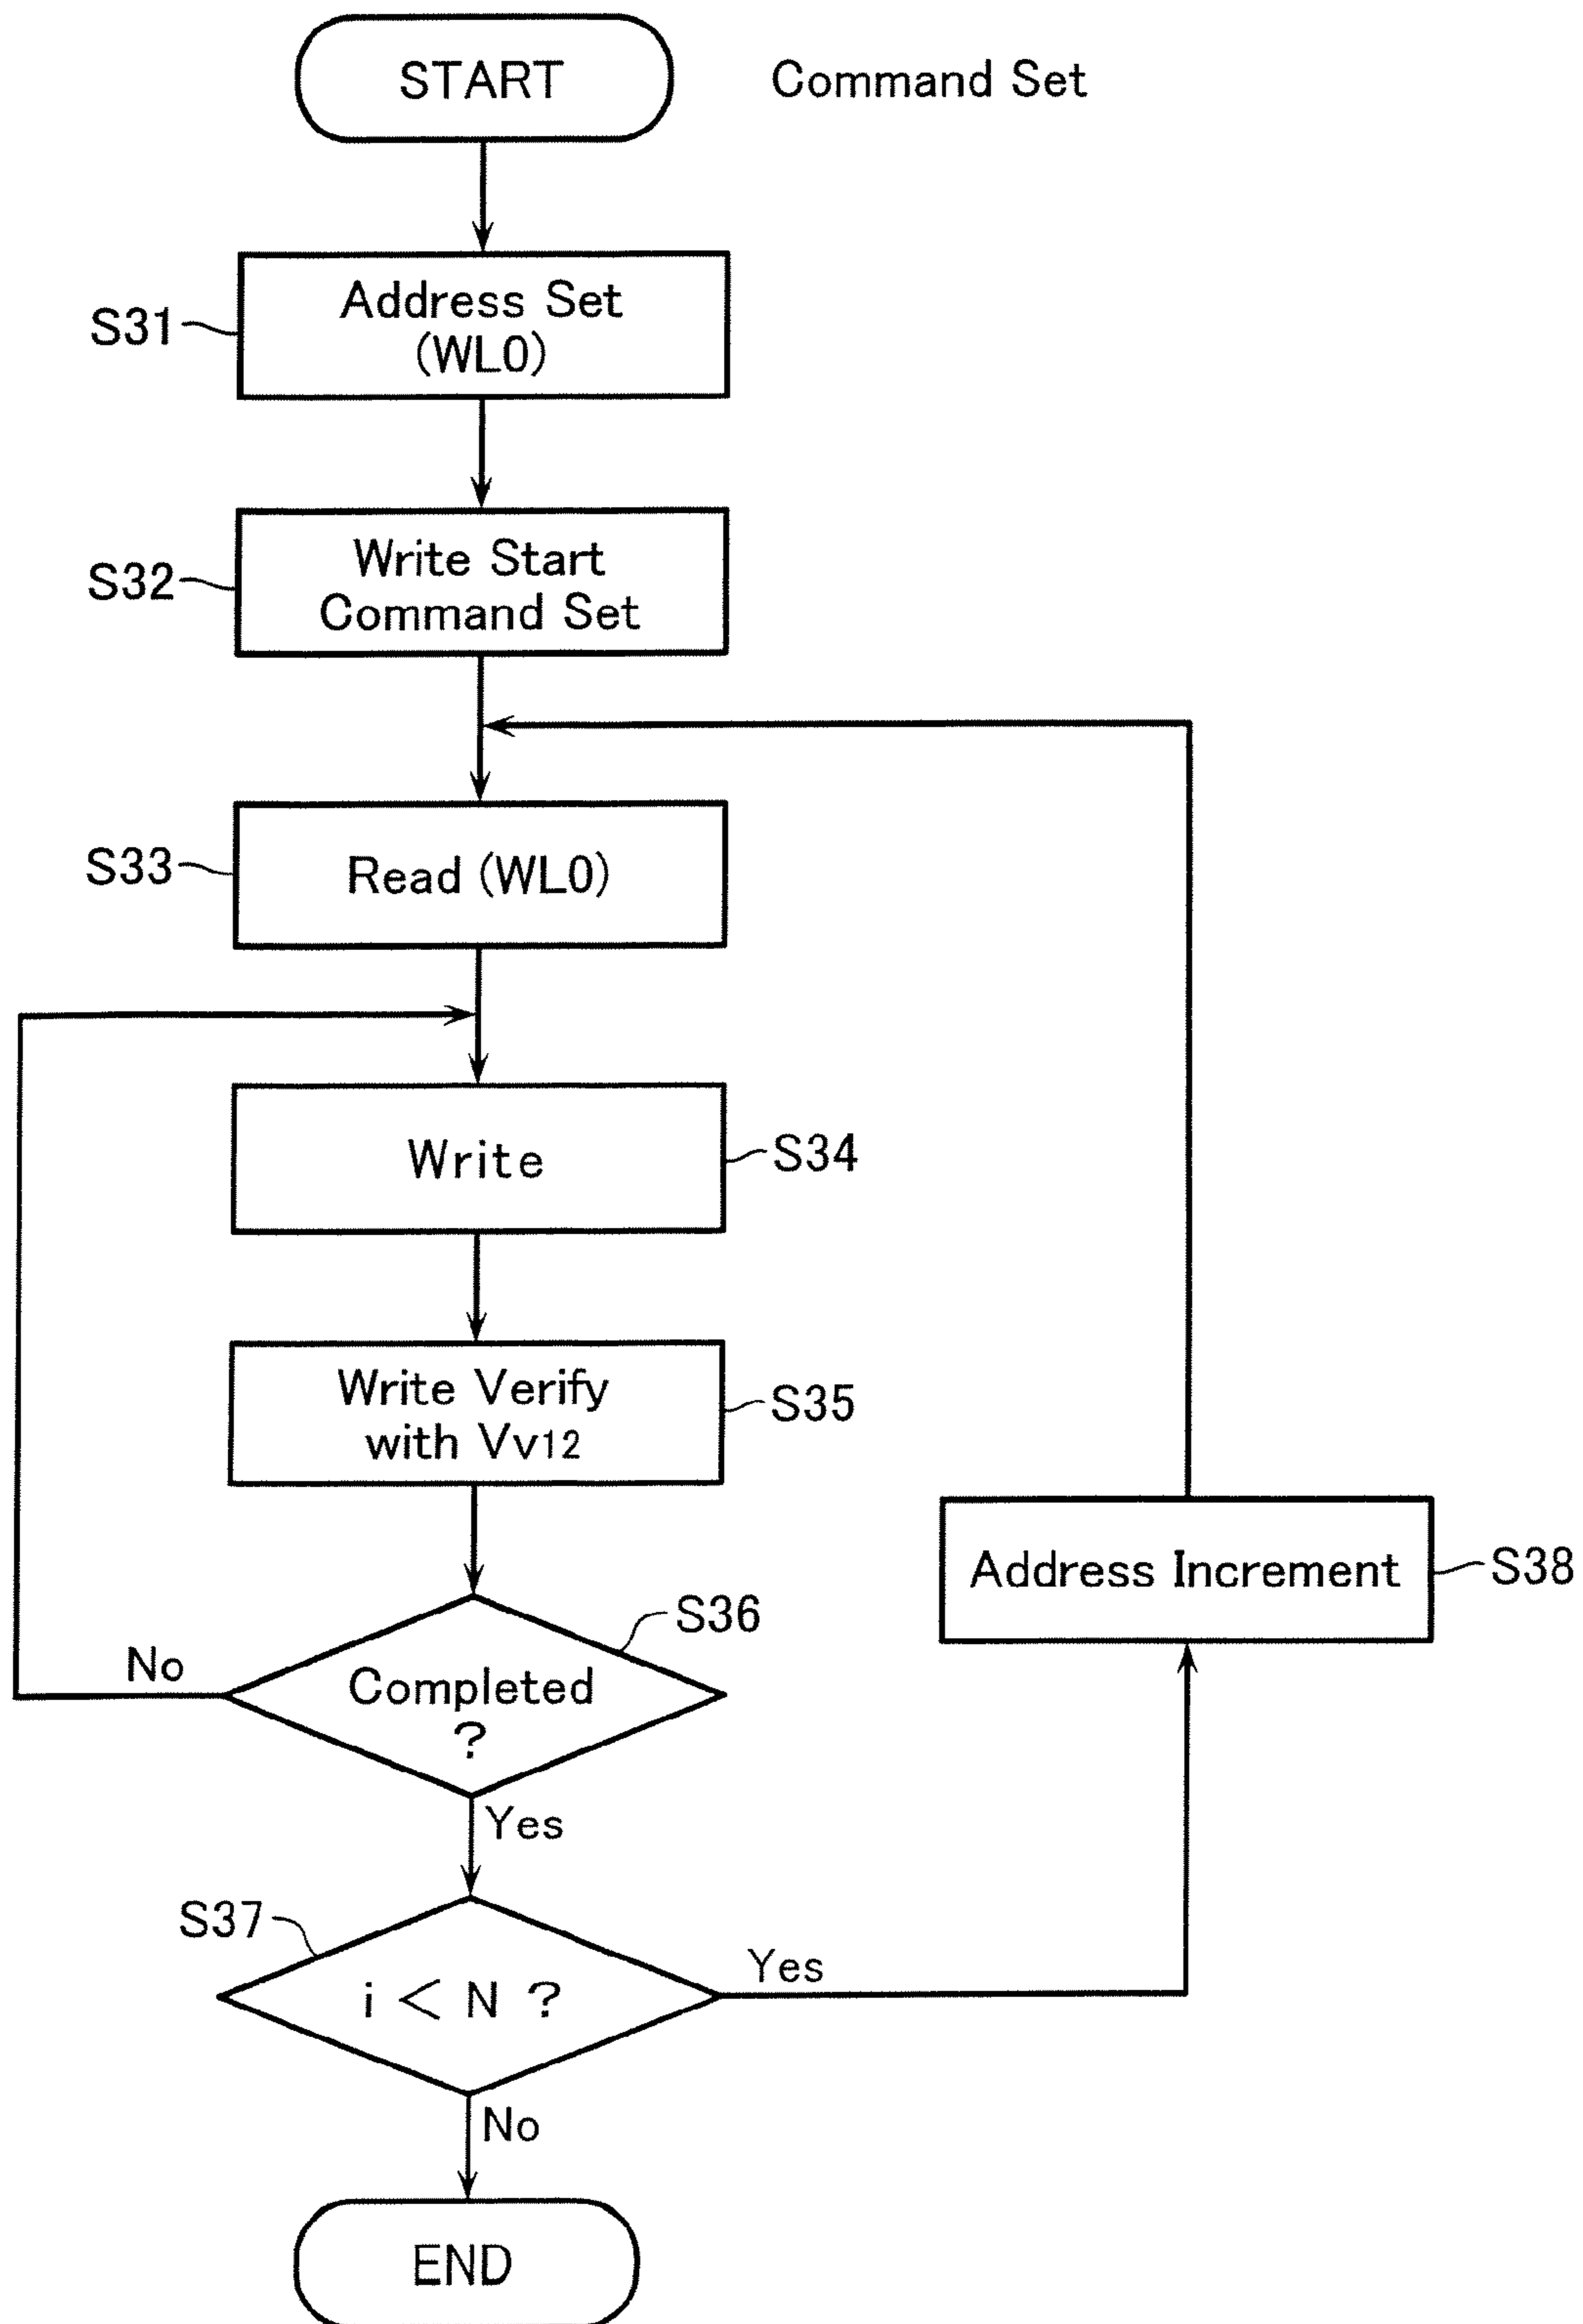 START
Command Set
S31
Address Set
(WL0)
S32
Write Start
Command Set
S33
Read (WL0)
Write
S34
Write Verify
with Vv12
S35
Address Increment
S38
S36
No
Completed
?
Yes
S37
i < N ?
Yes
No
END